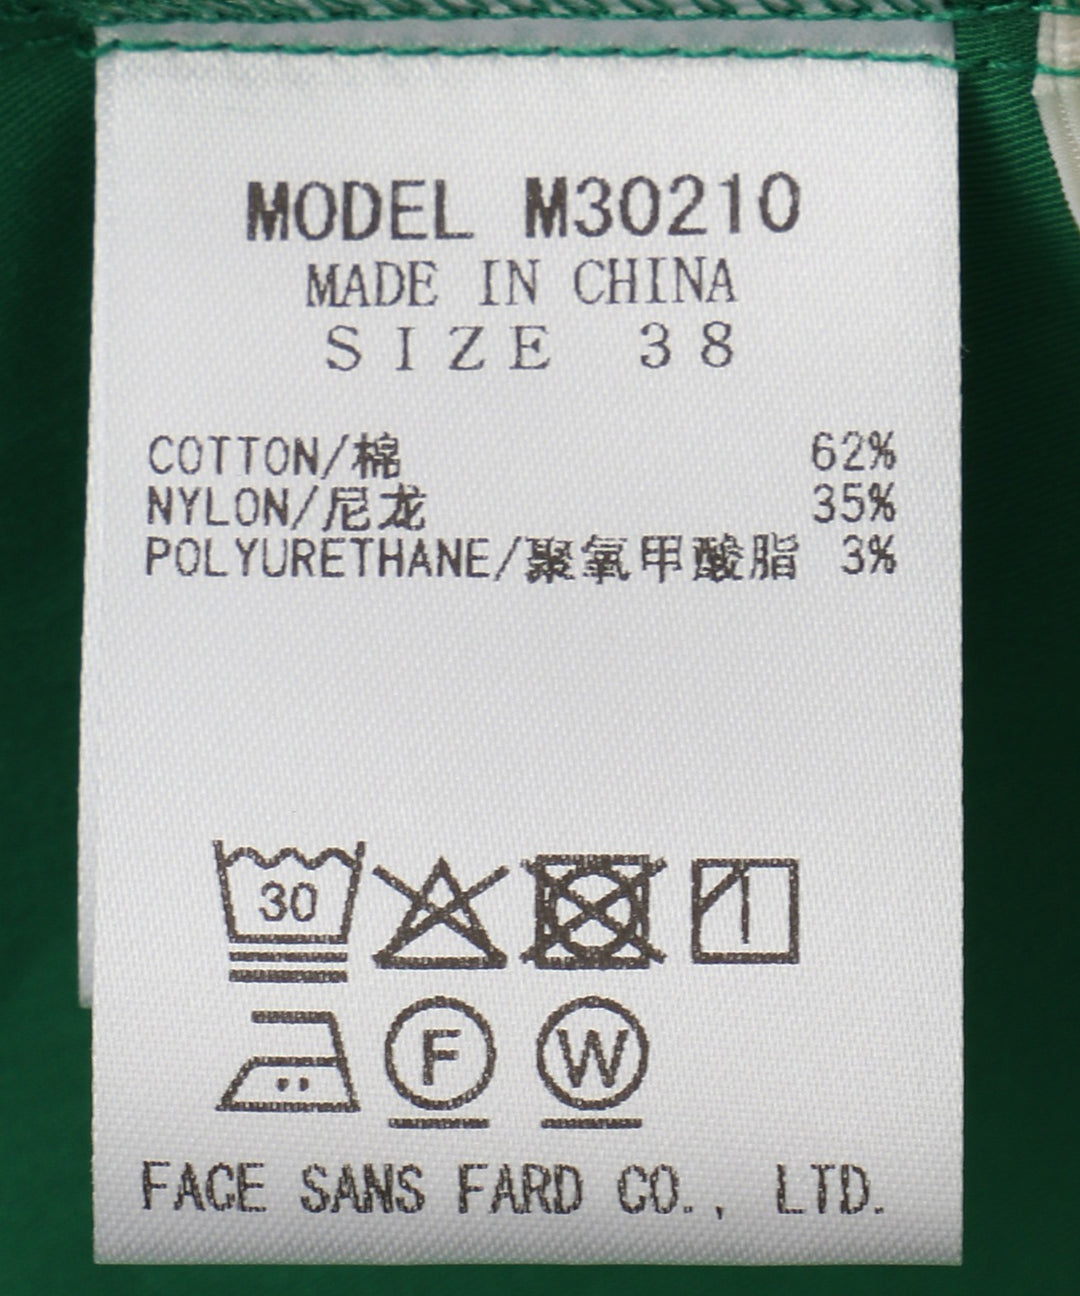 MODEL M30210
MADE IN CHINA
SIZE 38
COTTON/棉 62%
NYLON/尼龙 35%
POLYURETHANE/聚氧甲酸脂 3%
30
F W
FACE SANS FARD CO., LTD.